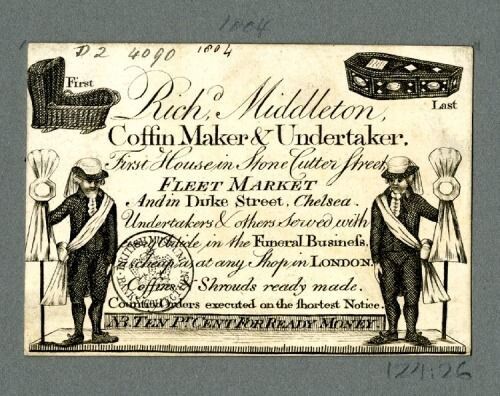 1804
D2 4090 1804
First
Last
Richd. Middleton,
Coffin Maker & Undertaker,
First House in Stone Cutter Street
FLEET MARKET
And in Duke Street, Chelsea.
Undertakers & others Served with
in the Funeral Business,
cheap as at any Shop in LONDON.
Coffins & Shrouds ready made.
Country Orders executed on the shortest Notice.
NB. TEN Pr. CENT FOR READY MONEY
124:26